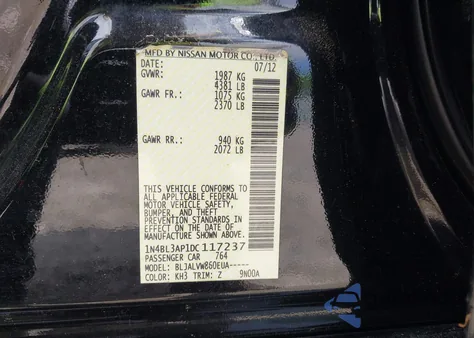 MFD BY NISSAN MOTOR CO., LTD.
DATE: 07/12
GVWR: 1987 KG
4381 LB
GAWR FR.: 1075 KG
2370 LB
GAWR RR.: 940 KG
2072 LB
THIS VEHICLE CONFORMS TO
ALL APPLICABLE FEDERAL
MOTOR VEHICLE SAFETY,
BUMPER, AND THEFT
PREVENTION STANDARDS IN
EFFECT ON THE DATE OF
MANUFACTURE SHOWN ABOVE.
1N4BL3AP1DC117237
PASSENGER CAR 764
MODEL: BLJALVW860EUA-----
COLOR: KH3 TRIM: Z 9N00A